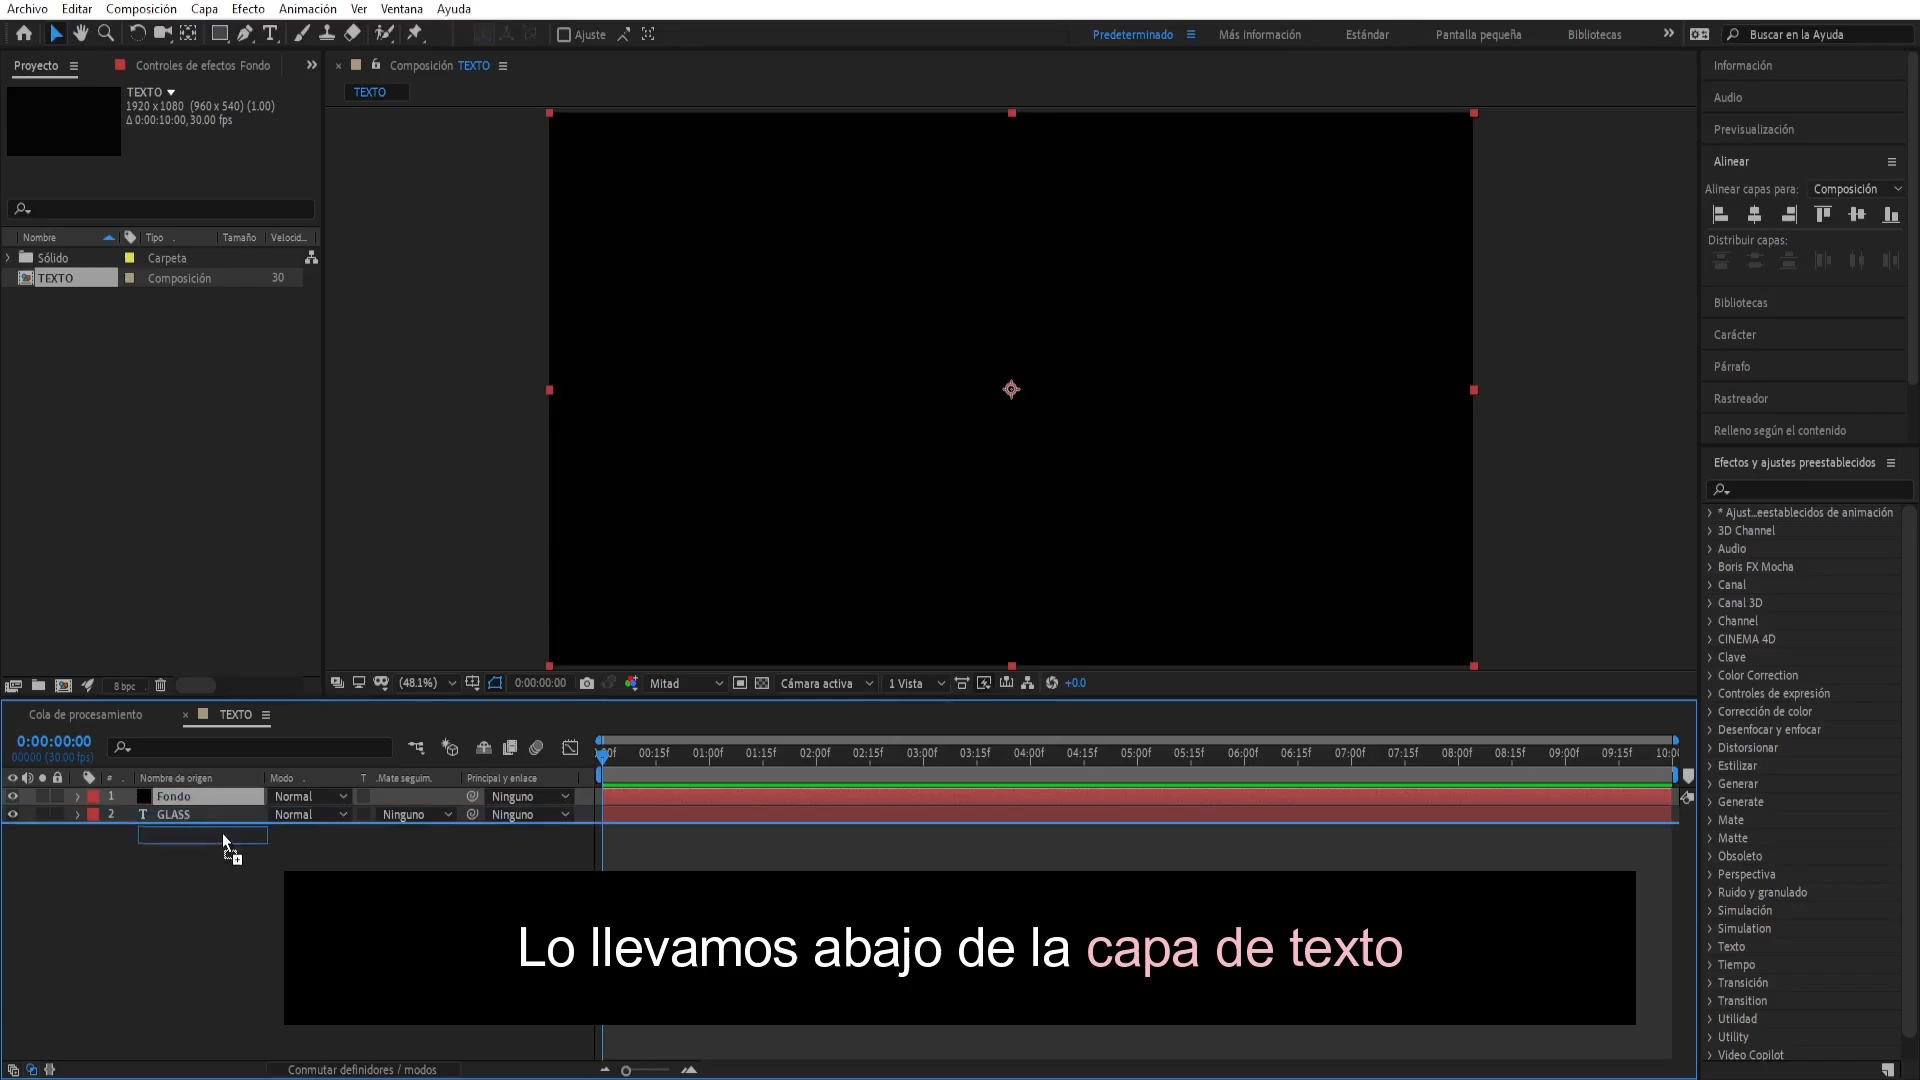 Archivo Editar Composición Capa Efecto Animación Ver Ventana Ayuda
Ajuste Predeterminado Más información Estándar Pantalla pequeña Bibliotecas Buscar en la Ayuda
Proyecto Controles de efectos Fondo
TEXTO
1920 x 1080 (960 x 540) (1.00)
Δ 0:00:10:00, 30.00 fps
Nombre Tipo Tamaño Velocid...
Sólido Carpeta
TEXTO Composición 30
8 bpc
Composición TEXTO
TEXTO
(48.1%) 0:00:00:00 Mitad Cámara activa 1 Vista +0.0
Información
Audio
Previsualización
Alinear
Alinear capas para: Composición
Distribuir capas:
Bibliotecas
Carácter
Párrafo
Rastreador
Relleno según el contenido
Efectos y ajustes preestablecidos
* Ajust...eestablecidos de animación
3D Channel
Audio
Boris FX Mocha
Canal
Canal 3D
Channel
CINEMA 4D
Clave
Color Correction
Controles de expresión
Corrección de color
Desenfocar y enfocar
Distorsionar
Estilizar
Generar
Generate
Mate
Matte
Obsoleto
Perspectiva
Ruido y granulado
Simulación
Simulation
Texto
Tiempo
Transición
Transition
Utilidad
Utility
Video Copilot
Cola de procesamiento TEXTO
0:00:00:00
00000 (30.00 fps)
:00f 00:15f 01:00f 01:15f 02:00f 02:15f 03:00f 03:15f 04:00f 04:15f 05:00f 05:15f 06:00f 06:15f 07:00f 07:15f 08:00f 08:15f 09:00f 09:15f 10:00
# Nombre de origen Modo T .Mate seguim. Principal y enlace
1 Fondo Normal Ninguno
2 T GLASS Normal Ninguno Ninguno
Lo llevamos abajo de la capa de texto
Conmutar definidores / modos